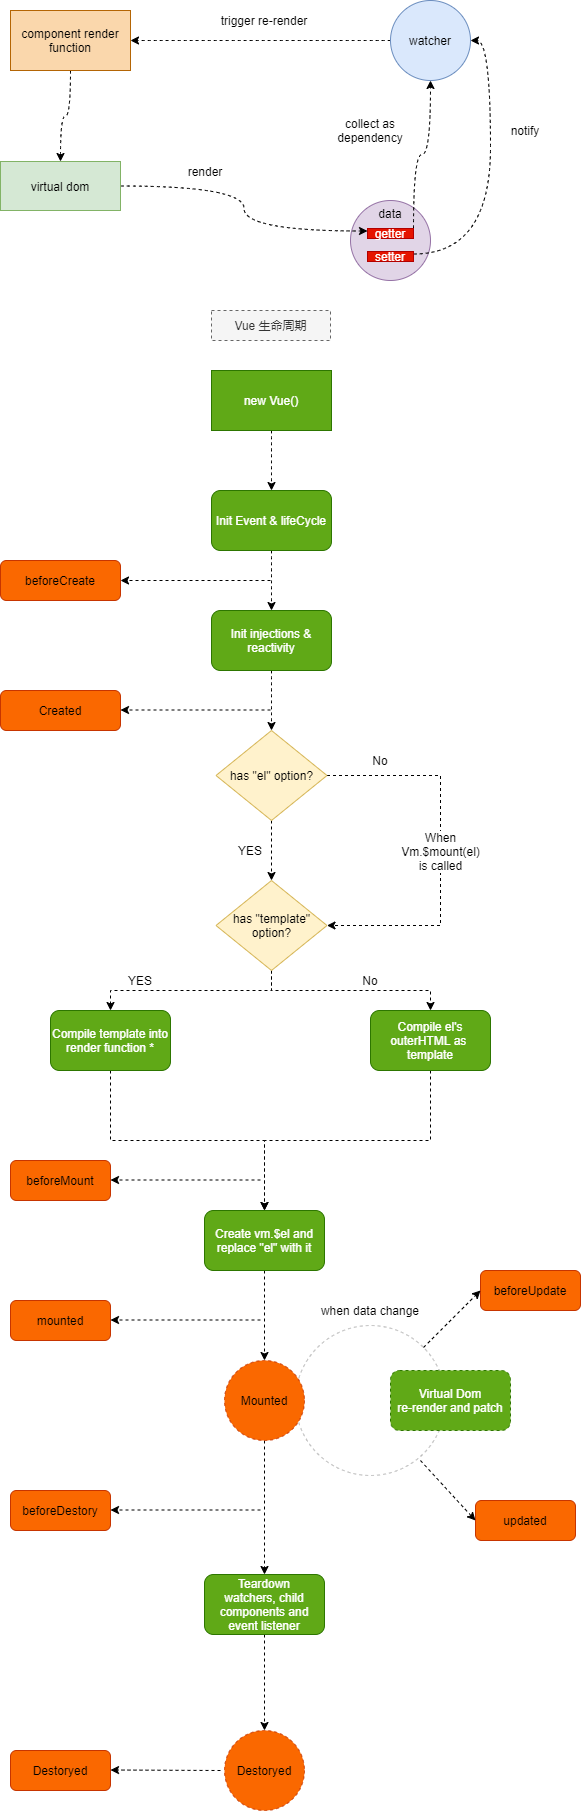 trigger re-render
component render
function
watcher
collect as
dependency
notify
render
virtual dom
data
getter
setter
Vue 生命周期
new Vue()
Init Event & lifeCycle
beforeCreate
Init injections &
reactivity
Created
has "el" option?
No
YES
When
Vm.$mount(el)
is called
has "template"
option?
YES
No
Compile template into
render function *
Compile el's
outerHTML as
template
beforeMount
Create vm.$el and
replace "el" with it
beforeUpdate
when data change
mounted
Mounted
Virtual Dom
re-render and patch
beforeDestory
updated
Teardown
watchers, child
components and
event listener
Destoryed
Destoryed